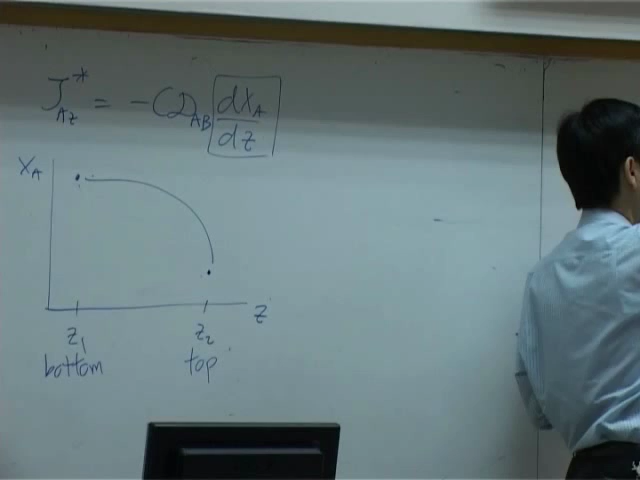 J*Az = -CDAB dxA/dz
XA
z1 z2 z
bottom top